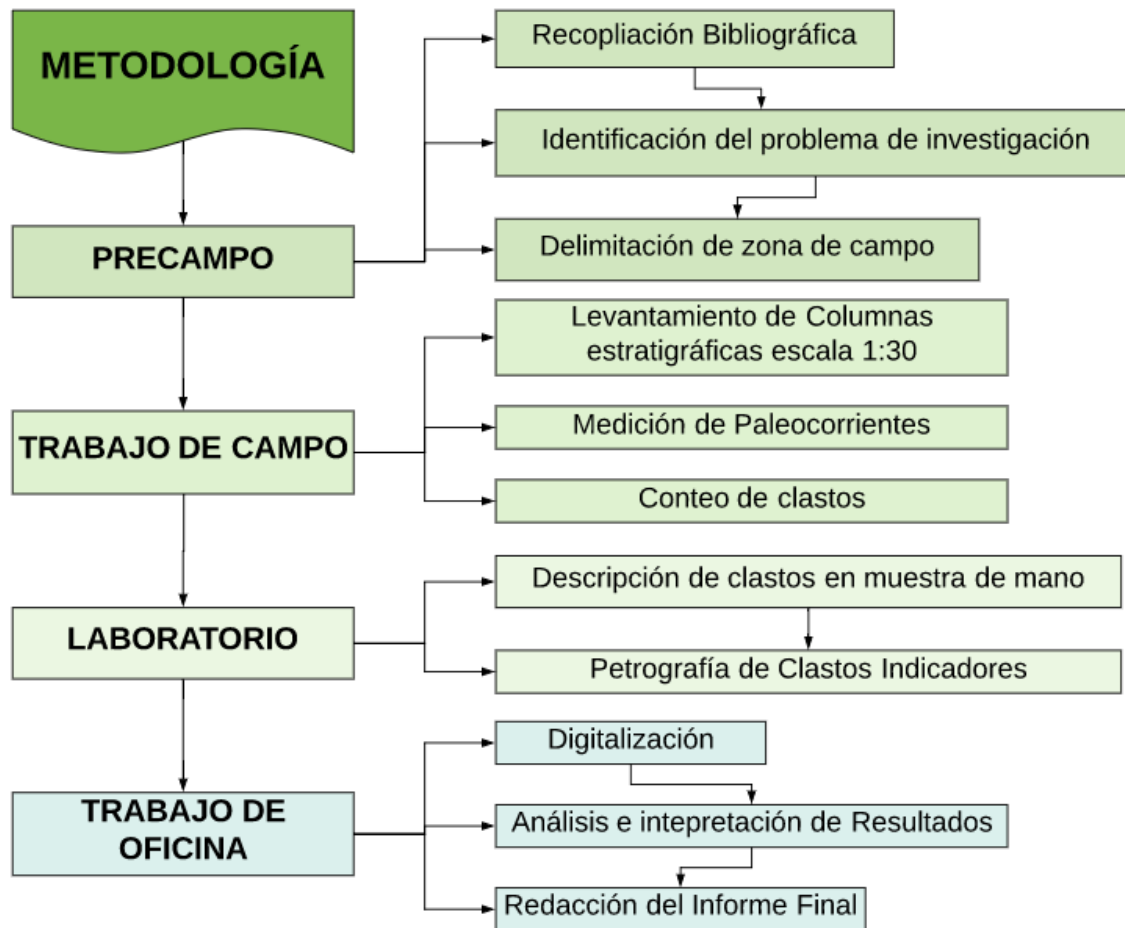 METODOLOGÍA
Recopliación Bibliográfica
Identificación del problema de investigación
PRECAMPO
Delimitación de zona de campo
Levantamiento de Columnas
estratigráficas escala 1:30
TRABAJO DE CAMPO
Medición de Paleocorrientes
Conteo de clastos
Descripción de clastos en muestra de mano
LABORATORIO
Petrografía de Clastos Indicadores
Digitalización
TRABAJO DE
OFICINA
Análisis e intepretación de Resultados
Redacción del Informe Final